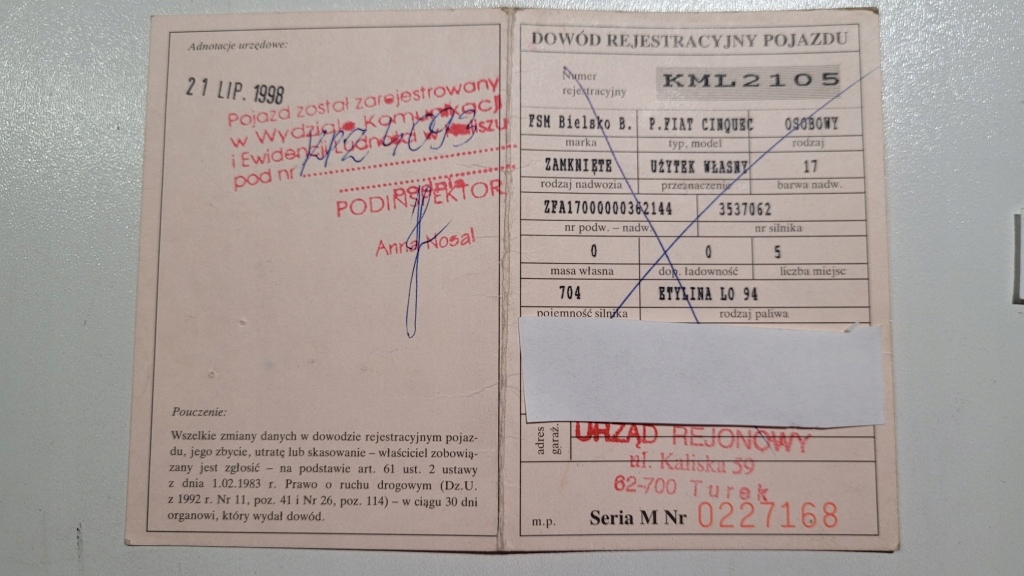 Adnotacje urzędowe:
21 LIP. 1998
Pojazd został zarejestrowany
w Wydziale Komunikacji
i Ewidencji
pod nr
PODINSPEKTOR
Anna Nosal
Pouczenie:
Wszelkie zmiany danych w dowodzie rejestracyjnym pojaz-
du, jego zbycie, utratę lub skasowanie – właściciel zobowią-
zany jest zgłosić – na podstawie art. 61 ust. 2 ustawy
z dnia 1.02.1983 r. Prawo o ruchu drogowym (Dz.U.
z 1992 r. Nr 11, poz. 41 i Nr 26, poz. 114) – w ciągu 30 dni
organowi, który wydał dowód.
DOWÓD REJESTRACYJNY POJAZDU
Numer
rejestracyjny
KML2105
FSM Bielsko B. P.FIAT CINQUEC OSOBOWY
marka typ, model rodzaj
ZAMKNIĘTE UŻYTEK WŁASNY 17
rodzaj nadwozia przeznaczenie barwa nadw.
ZFA17000000362144 3537062
nr podw. – nadw. nr silnika
0 0 5
masa własna dop. ładowność liczba miejsc
704 ETYLINA LO 94
pojemność silnika rodzaj paliwa
adres
garaż.
URZĄD REJONOWY
ul. Kaliska 59
62-700 Turek
m.p. Seria M Nr 0227168